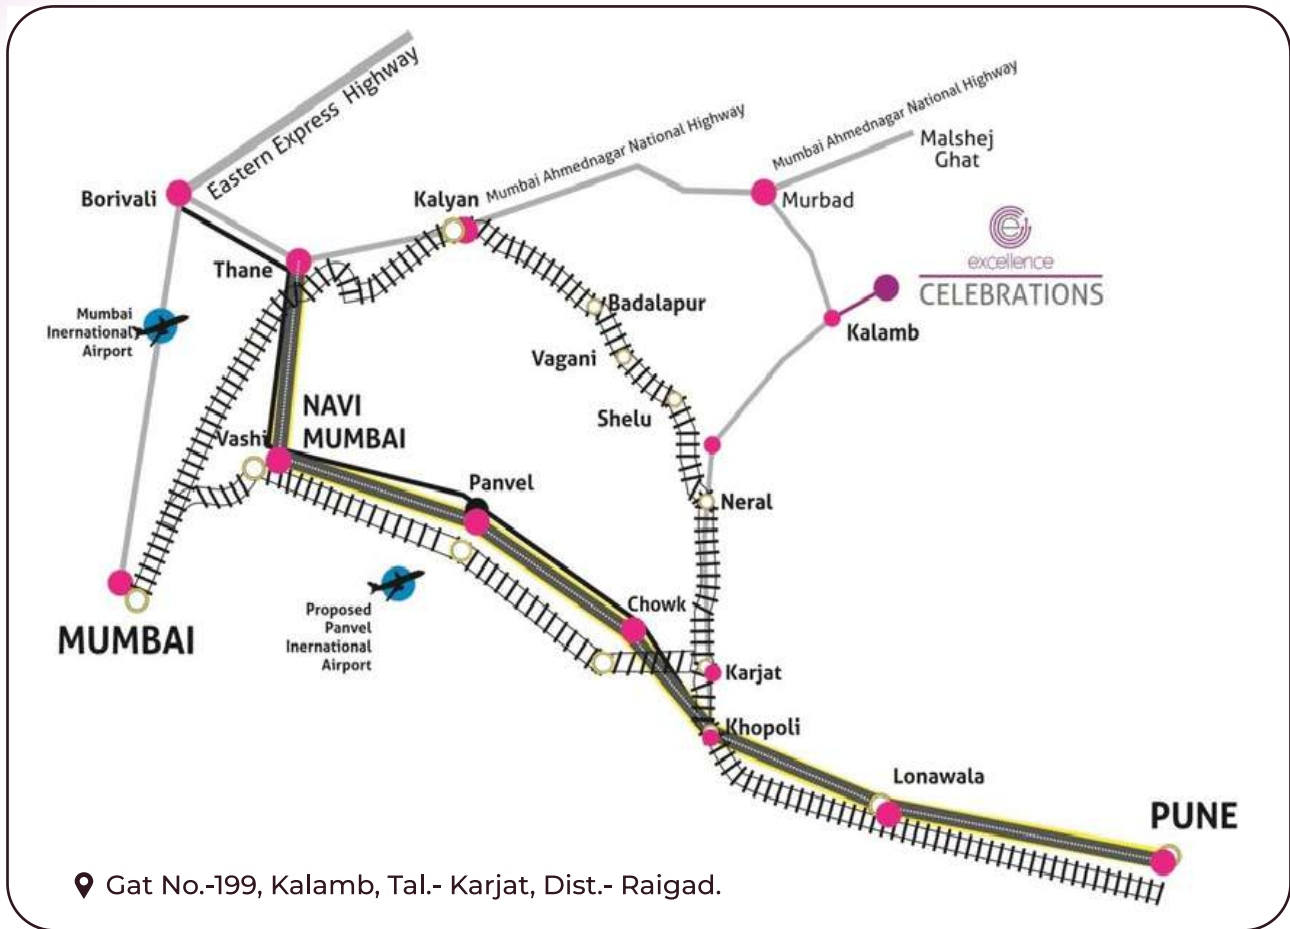 Eastern Express Highway
Mumbai Ahmednagar National Highway
Mumbai Ahmednagar National Highway
Malshej
Ghat
Borivali
Kalyan
Murbad
excellence
CELEBRATIONS
Thane
Badalapur
Mumbai
Inernational
Airport
Kalamb
Vagani
NAVI
MUMBAI
Shelu
Vashi
Panvel
Neral
Proposed
Panvel
Inernational
Airport
Chowk
MUMBAI
Karjat
Khopoli
Lonawala
PUNE
Gat No.-199, Kalamb, Tal.- Karjat, Dist.- Raigad.